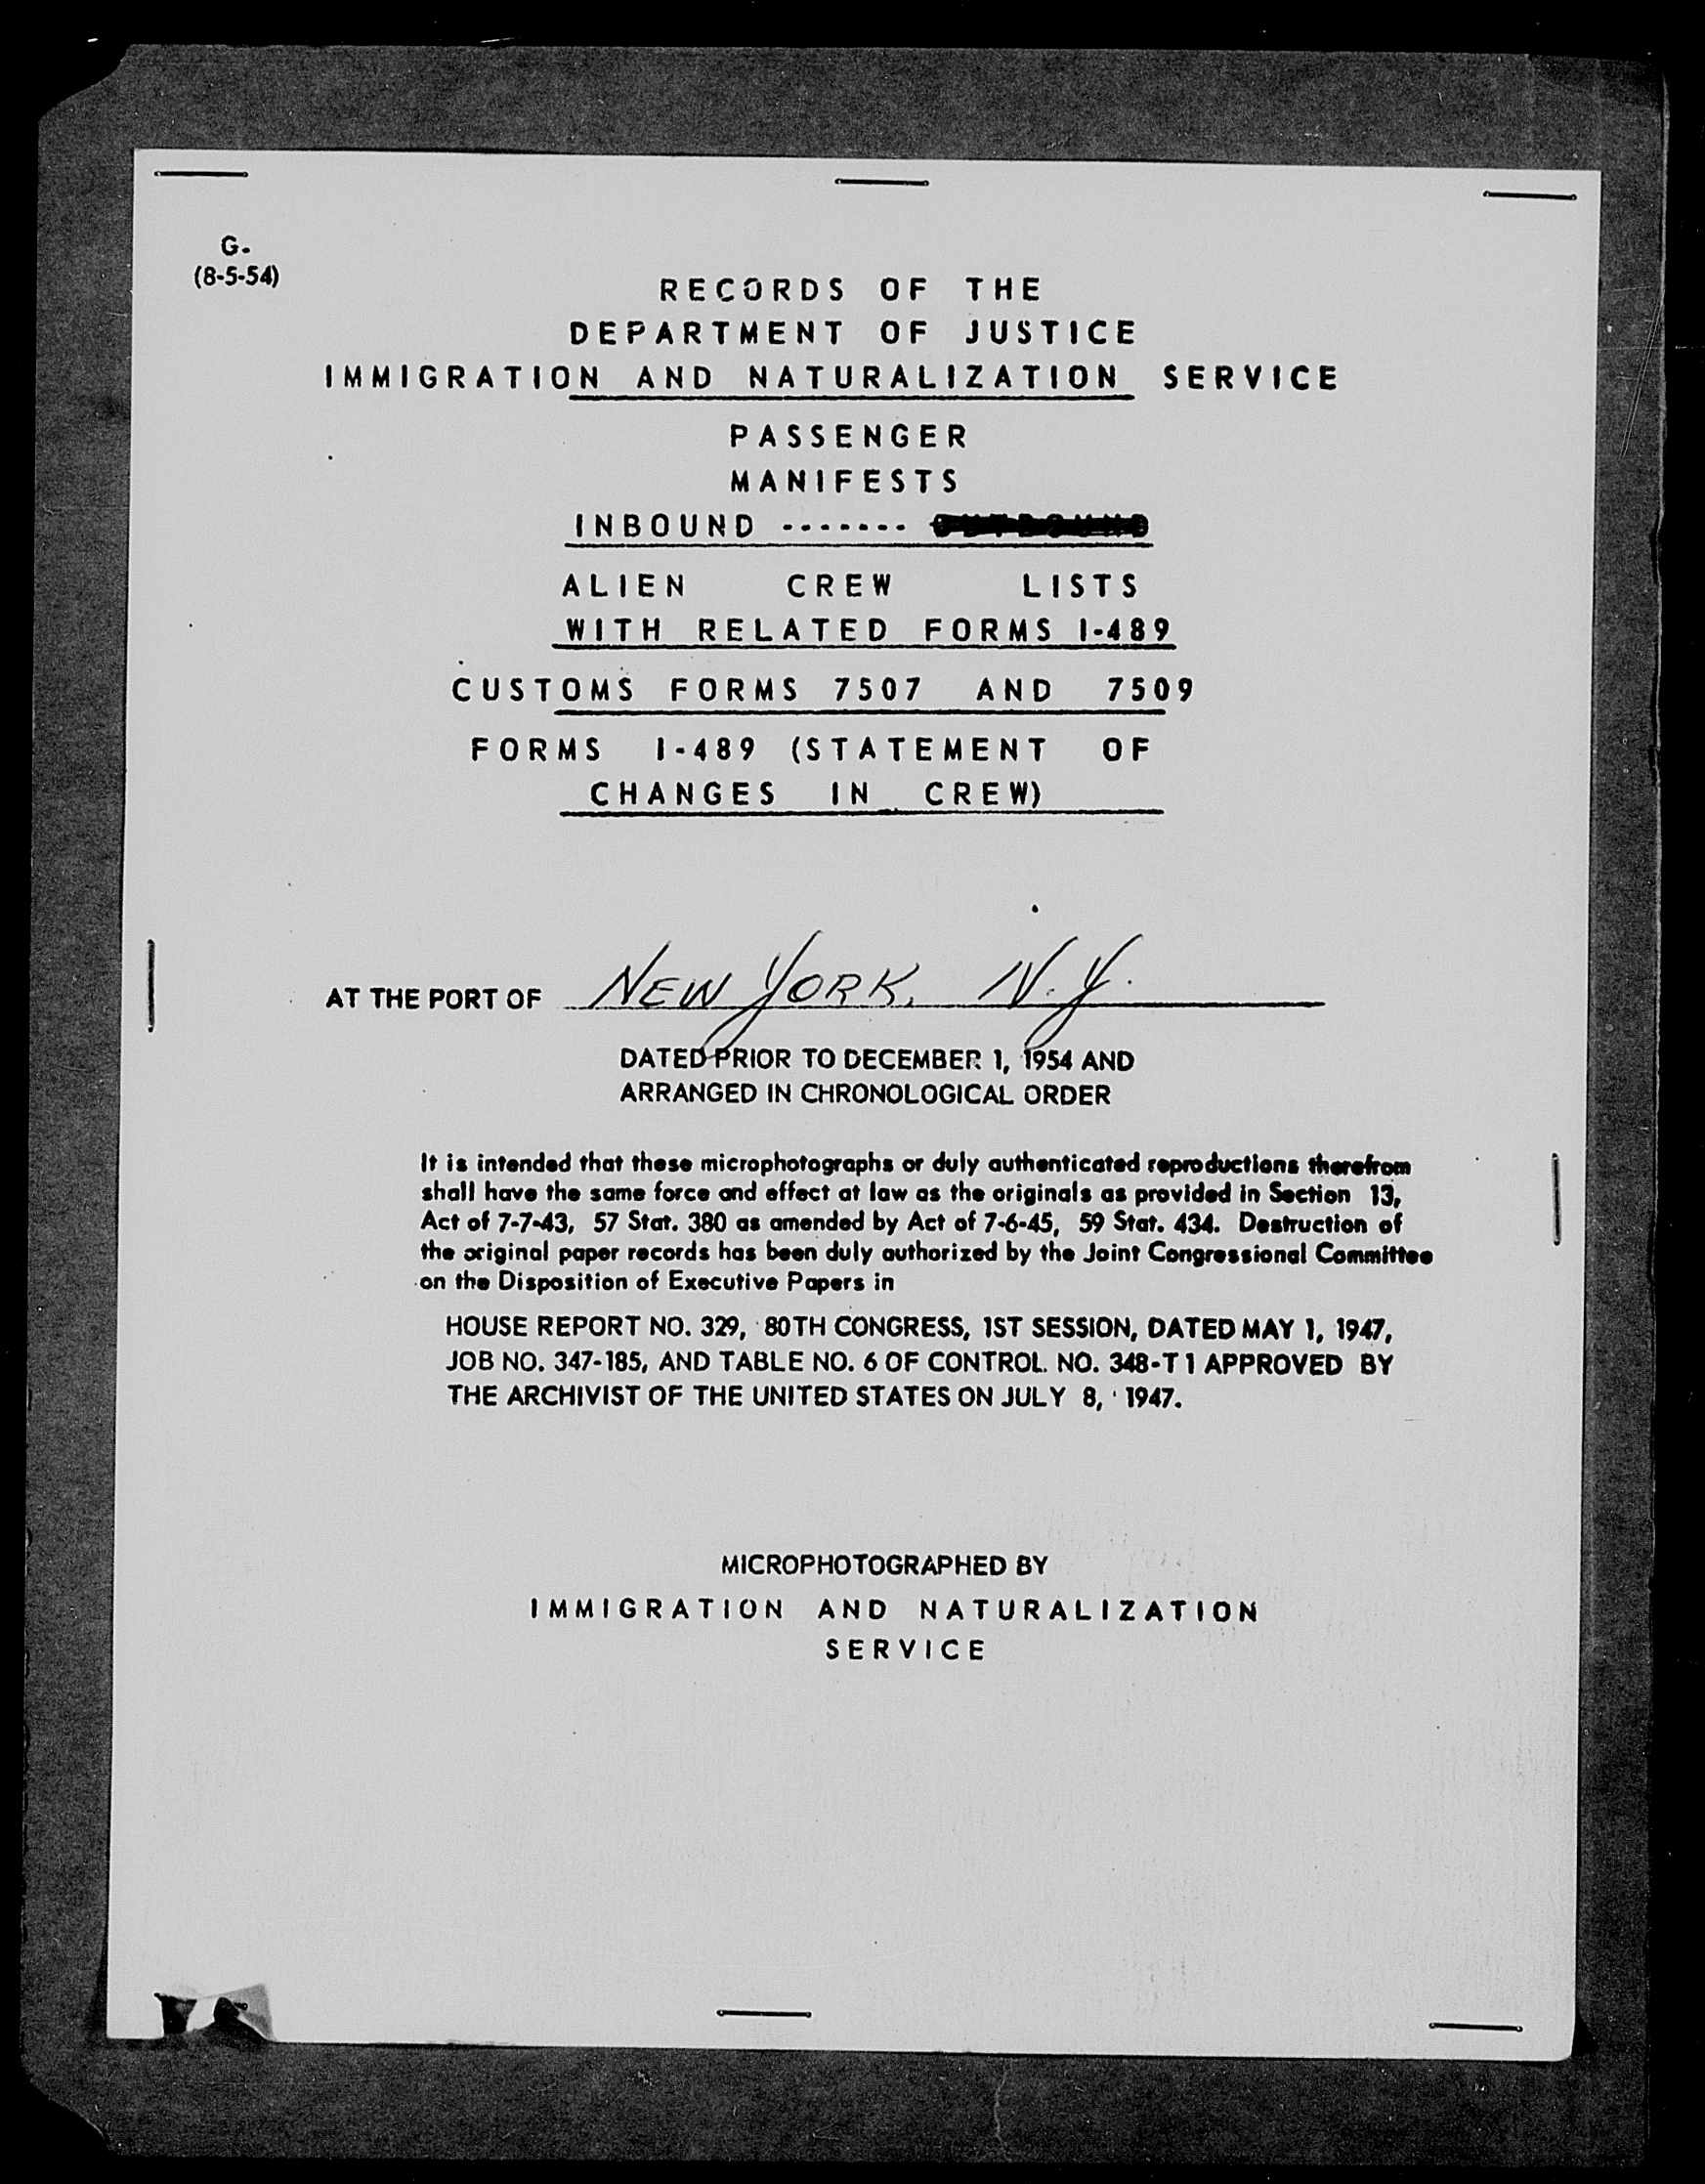 G.
(8-5-54)
RECORDS OF THE
DEPARTMENT OF JUSTICE
IMMIGRATION AND NATURALIZATION SERVICE
PASSENGER
MANIFESTS
INBOUND ------- OUTBOUND
ALIEN CREW LISTS
WITH RELATED FORMS I-489
CUSTOMS FORMS 7507 AND 7509
FORMS I-489 (STATEMENT OF
CHANGES IN CREW)
AT THE PORT OF NEW YORK, N.Y.
DATED PRIOR TO DECEMBER 1, 1954 AND
ARRANGED IN CHRONOLOGICAL ORDER
It is intended that these microphotographs or duly authenticated reproductions therefrom
shall have the same force and effect at law as the originals as provided in Section 13,
Act of 7-7-43, 57 Stat. 380 as amended by Act of 7-6-45, 59 Stat. 434. Destruction of
the original paper records has been duly authorized by the Joint Congressional Committee
on the Disposition of Executive Papers in
HOUSE REPORT NO. 329, 80TH CONGRESS, 1ST SESSION, DATED MAY 1, 1947,
JOB NO. 347-185, AND TABLE NO. 6 OF CONTROL NO. 348-T1 APPROVED BY
THE ARCHIVIST OF THE UNITED STATES ON JULY 8, 1947.
MICROPHOTOGRAPHED BY
IMMIGRATION AND NATURALIZATION
SERVICE